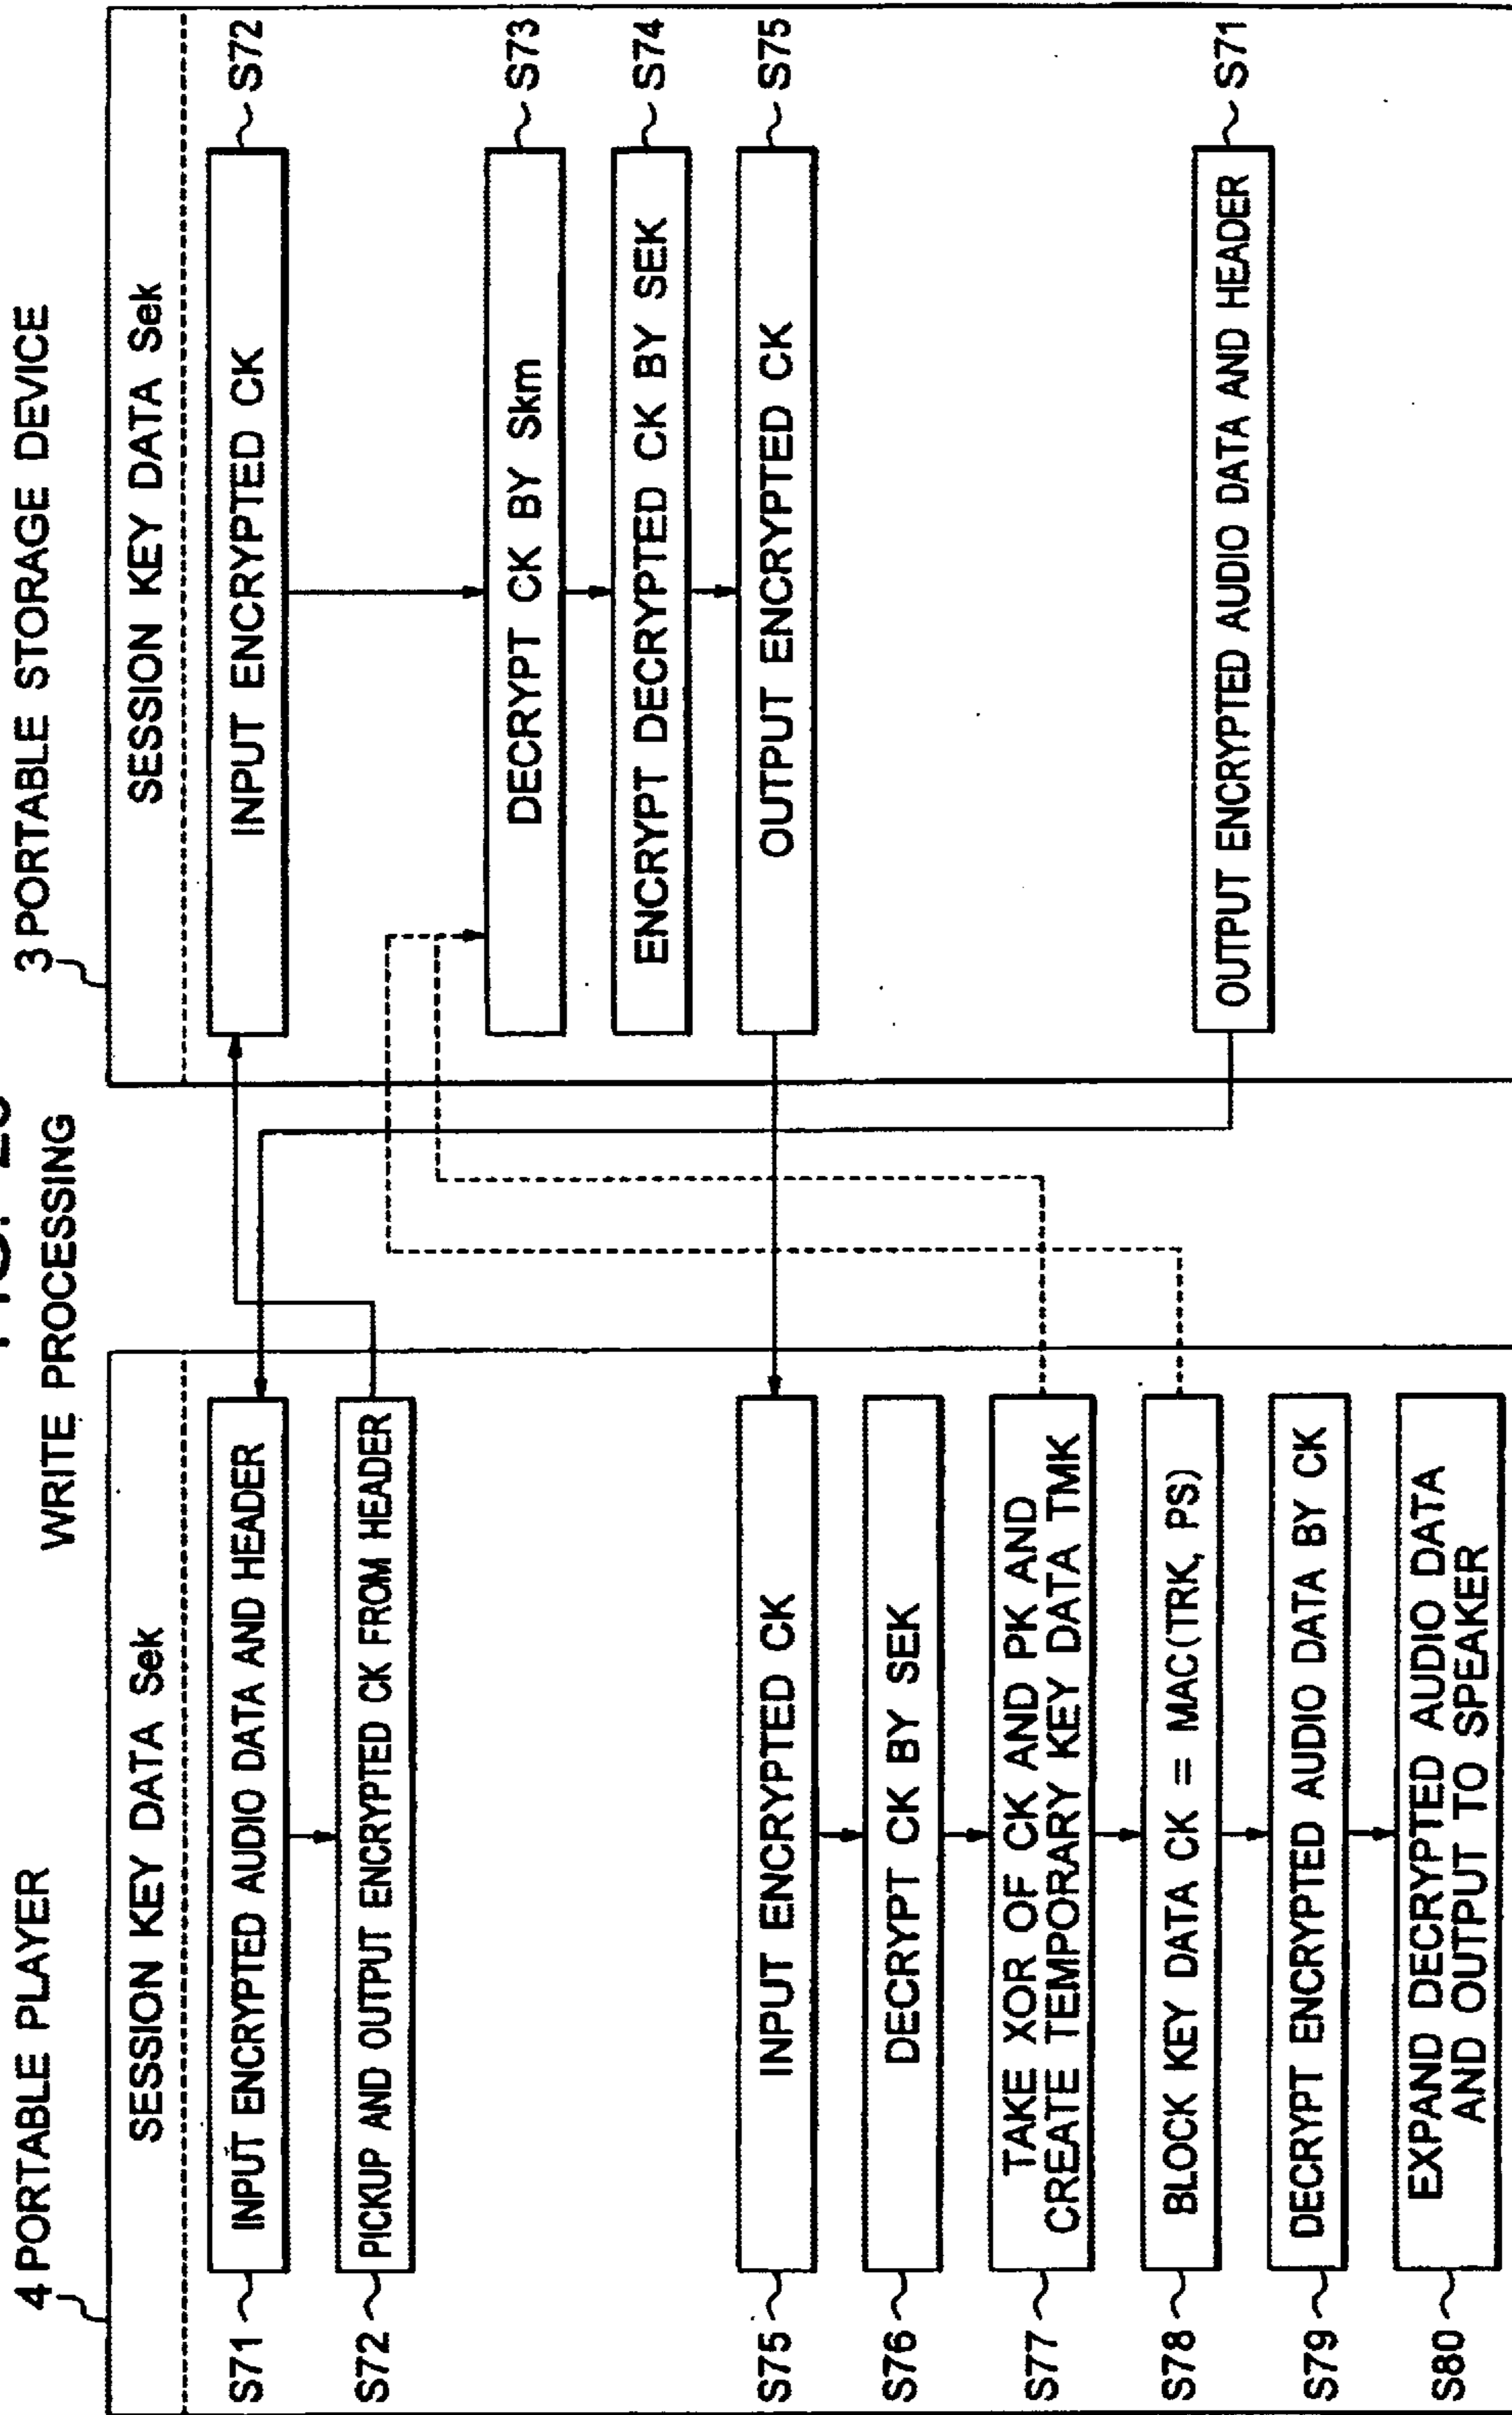 WRITE PROCESSING
4 PORTABLE PLAYER
SESSION KEY DATA Sek
S71
INPUT ENCRYPTED AUDIO DATA AND HEADER
S72
PICKUP AND OUTPUT ENCRYPTED CK FROM HEADER
S75
INPUT ENCRYPTED CK
S76
DECRYPT CK BY SEK
S77
TAKE XOR OF CK AND PK AND
CREATE TEMPORARY KEY DATA TMK
S78
BLOCK KEY DATA CK = MAC(TRK, PS)
S79
DECRYPT ENCRYPTED AUDIO DATA BY CK
S80
EXPAND DECRYPTED AUDIO DATA
AND OUTPUT TO SPEAKER
3 PORTABLE STORAGE DEVICE
SESSION KEY DATA Sek
INPUT ENCRYPTED CK
S72
DECRYPT CK BY Skm
S73
ENCRYPT DECRYPTED CK BY SEK
S74
OUTPUT ENCRYPTED CK
S75
OUTPUT ENCRYPTED AUDIO DATA AND HEADER
S71